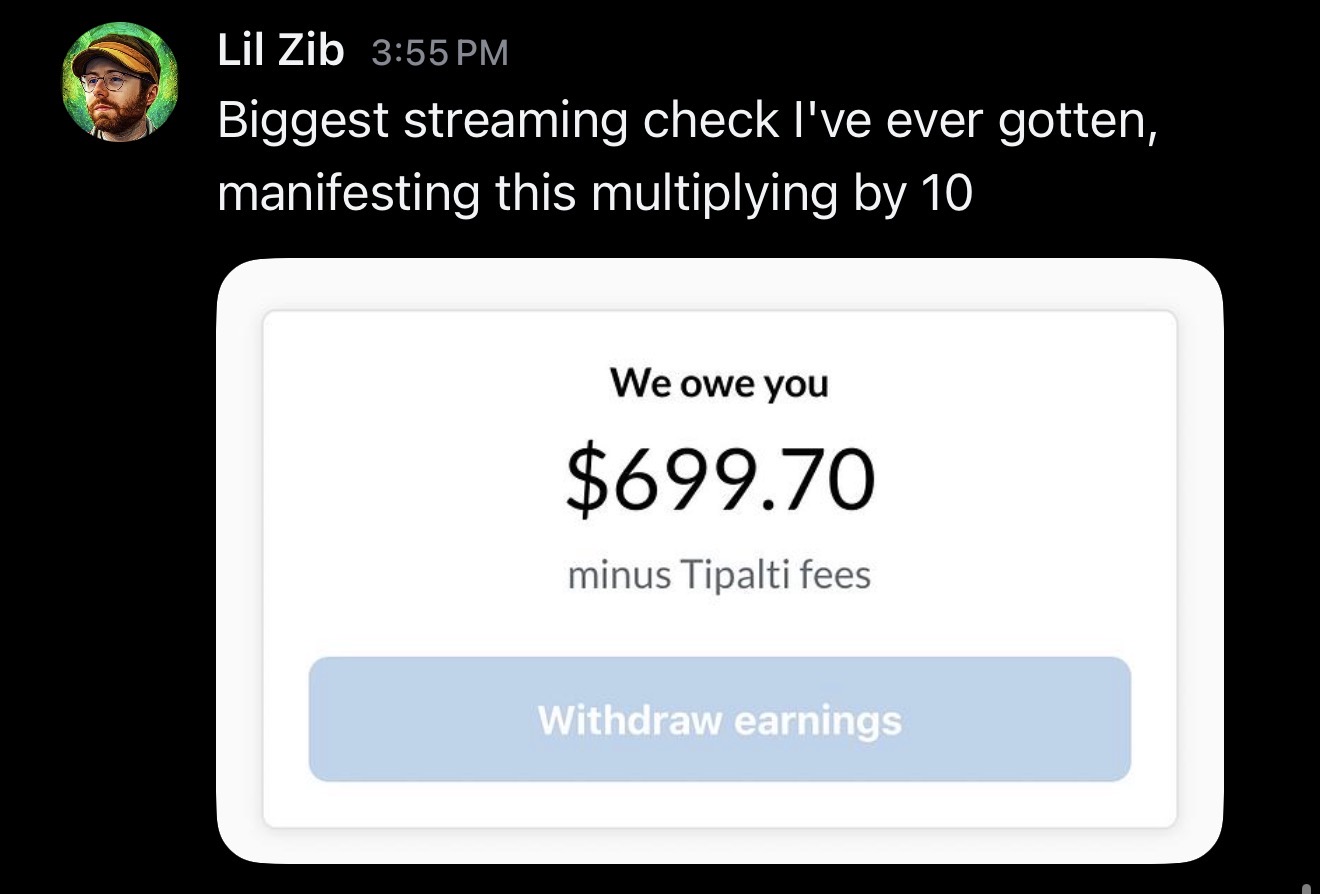 Lil Zib 3:55 PM
Biggest streaming check I've ever gotten,
manifesting this multiplying by 10
We owe you
$699.70
minus Tipalti fees
Withdraw earnings